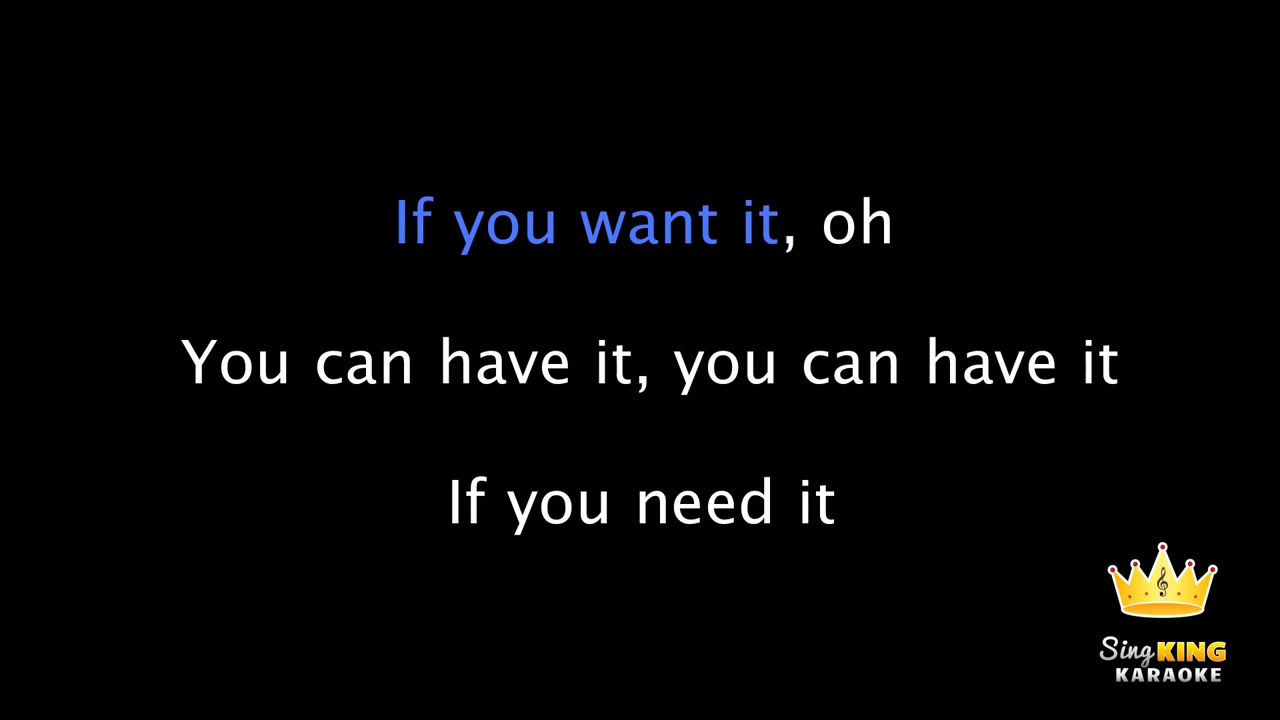 If you want it, oh
You can have it, you can have it
If you need it
Sing KING
KARAOKE